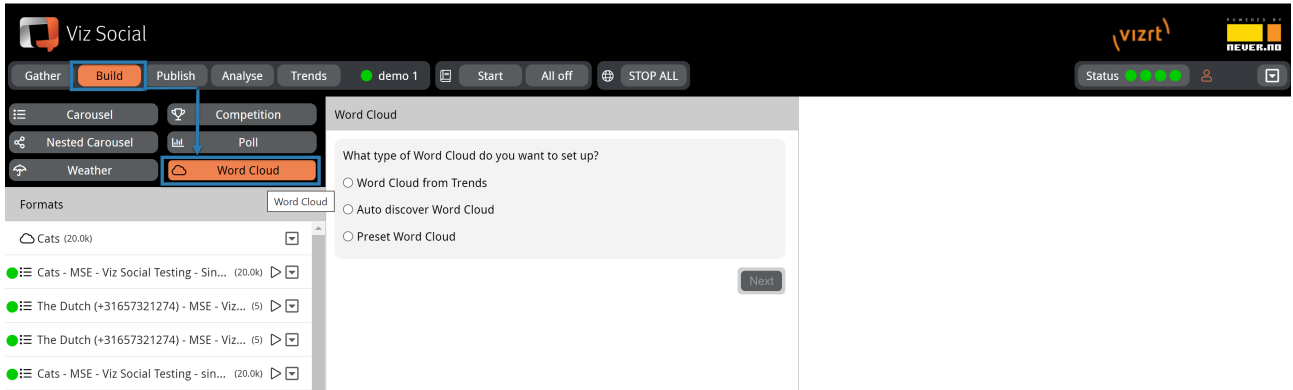 Viz Social
vizrt
POWERED BY
never.no
Gather Build Publish Analyse Trends demo 1 Start All off STOP ALL Status
Carousel Competition
Nested Carousel Poll
Weather Word Cloud
Word Cloud
Formats
Cats (20.0k)
Cats - MSE - Viz Social Testing - Sin... (20.0k)
The Dutch (+31657321274) - MSE - Viz... (5)
The Dutch (+31657321274) - MSE - Viz... (5)
Cats - MSE - Viz Social Testing - sin... (20.0k)
Word Cloud
What type of Word Cloud do you want to set up?
Word Cloud from Trends
Auto discover Word Cloud
Preset Word Cloud
Next